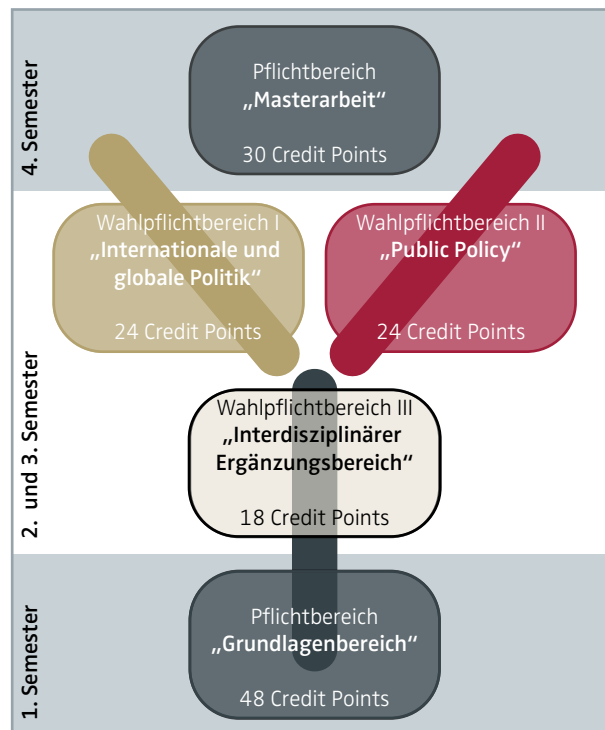 4. Semester
Pflichtbereich
„Masterarbeit“
30 Credit Points
2. und 3. Semester
Wahlpflichtbereich I
„Internationale und
globale Politik“
24 Credit Points
Wahlpflichtbereich II
„Public Policy“
24 Credit Points
Wahlpflichtbereich III
„Interdisziplinärer
Ergänzungsbereich“
18 Credit Points
1. Semester
Pflichtbereich
„Grundlagenbereich“
48 Credit Points